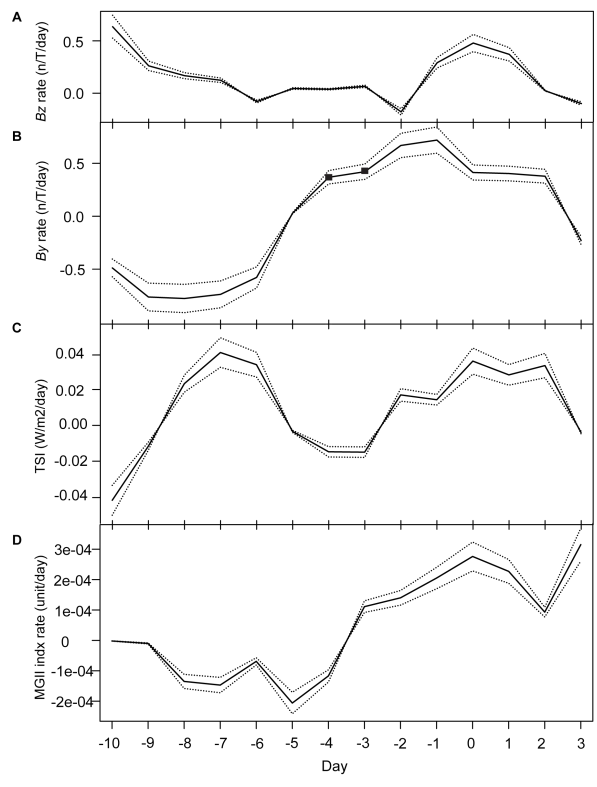 A
Bz rate (n/T/day)
0.5
0.0
B
By rate (n/T/day)
0.5
0.0
-0.5
C
TSI (W/m2/day)
0.04
0.02
0.00
-0.02
-0.04
D
MGII indx rate (unit/day)
3e-04
2e-04
1e-04
0
-1e-04
-2e-04
-10 -9 -8 -7 -6 -5 -4 -3 -2 -1 0 1 2 3
Day